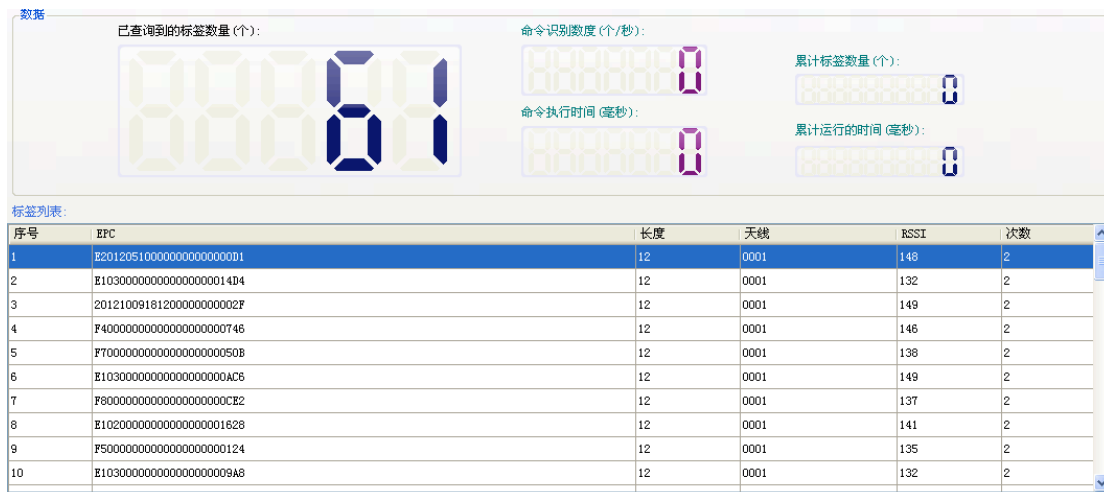 数据
已查询到的标签数量(个):
61
命令识别数度(个/秒):
0
命令执行时间(毫秒):
0
累计标签数量(个):
0
累计运行的时间(毫秒):
0
标签列表:
序号 EPC 长度 天线 RSSI 次数
1 E201205100000000000000D1 12 0001 148 2
2 E103000000000000000014D4 12 0001 132 2
3 20121009181200000000002F 12 0001 149 2
4 F40000000000000000000746 12 0001 146 2
5 F7000000000000000000050B 12 0001 138 2
6 E10300000000000000000AC6 12 0001 149 2
7 F80000000000000000000CE2 12 0001 137 2
8 E10200000000000000001628 12 0001 141 2
9 F50000000000000000000124 12 0001 135 2
10 E103000000000000000009A8 12 0001 132 2